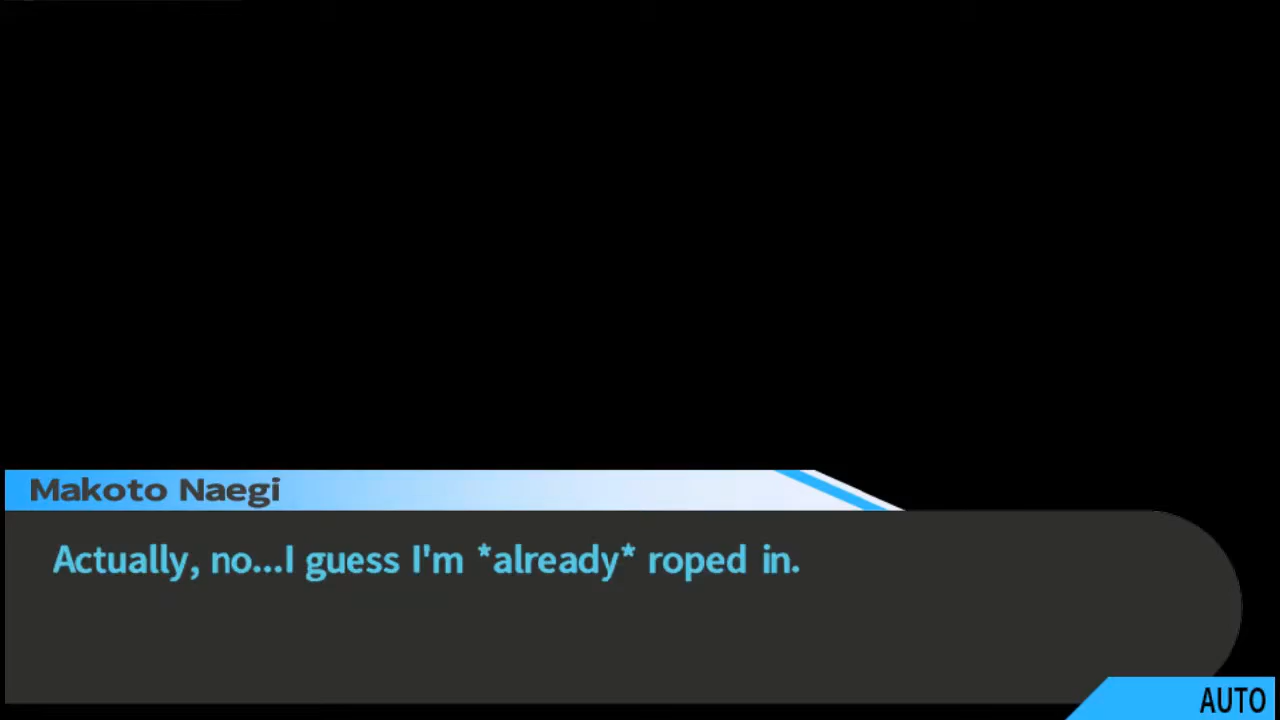 Makoto Naegi
Actually, no...I guess I'm *already* roped in.
AUTO